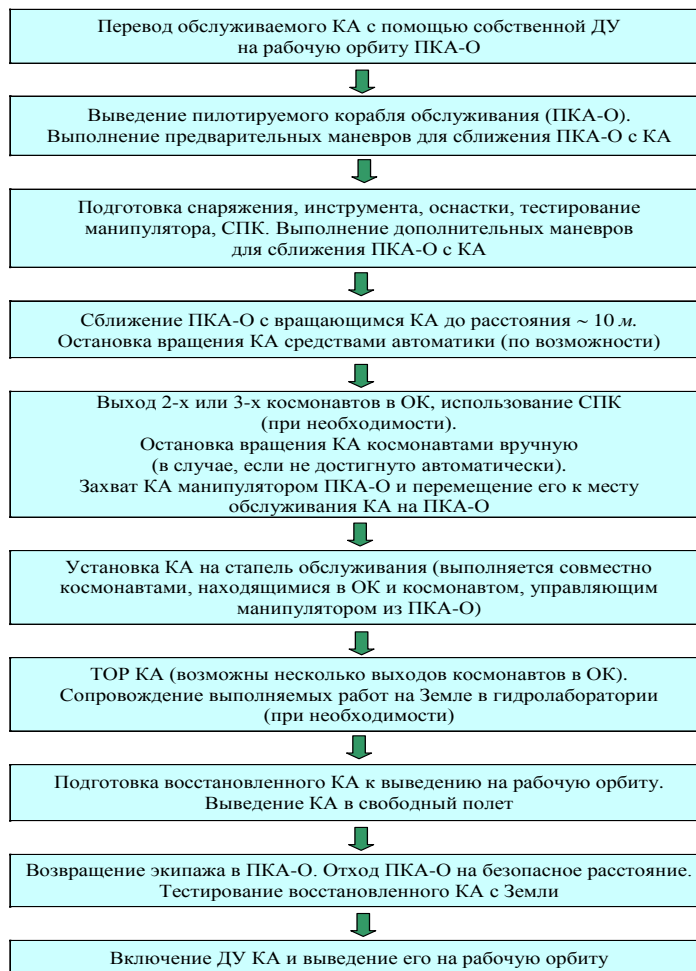 Перевод обслуживаемого КА с помощью собственной ДУ
на рабочую орбиту ПКА-О
Выведение пилотируемого корабля обслуживания (ПКА-О).
Выполнение предварительных маневров для сближения ПКА-О с КА
Подготовка снаряжения, инструмента, оснастки, тестирование
манипулятора, СПК. Выполнение дополнительных маневров
для сближения ПКА-О с КА
Сближение ПКА-О с вращающимся КА до расстояния ~ 10 м.
Остановка вращения КА средствами автоматики (по возможности)
Выход 2-х или 3-х космонавтов в ОК, использование СПК
(при необходимости).
Остановка вращения КА космонавтами вручную
(в случае, если не достигнуто автоматически).
Захват КА манипулятором ПКА-О и перемещение его к месту
обслуживания КА на ПКА-О
Установка КА на стапель обслуживания (выполняется совместно
космонавтами, находящимися в ОК и космонавтом, управляющим
манипулятором из ПКА-О)
ТОР КА (возможны несколько выходов космонавтов в ОК).
Сопровождение выполняемых работ на Земле в гидролаборатории
(при необходимости)
Подготовка восстановленного КА к выведению на рабочую орбиту.
Выведение КА в свободный полет
Возвращение экипажа в ПКА-О. Отход ПКА-О на безопасное расстояние.
Тестирование восстановленного КА с Земли
Включение ДУ КА и выведение его на рабочую орбиту